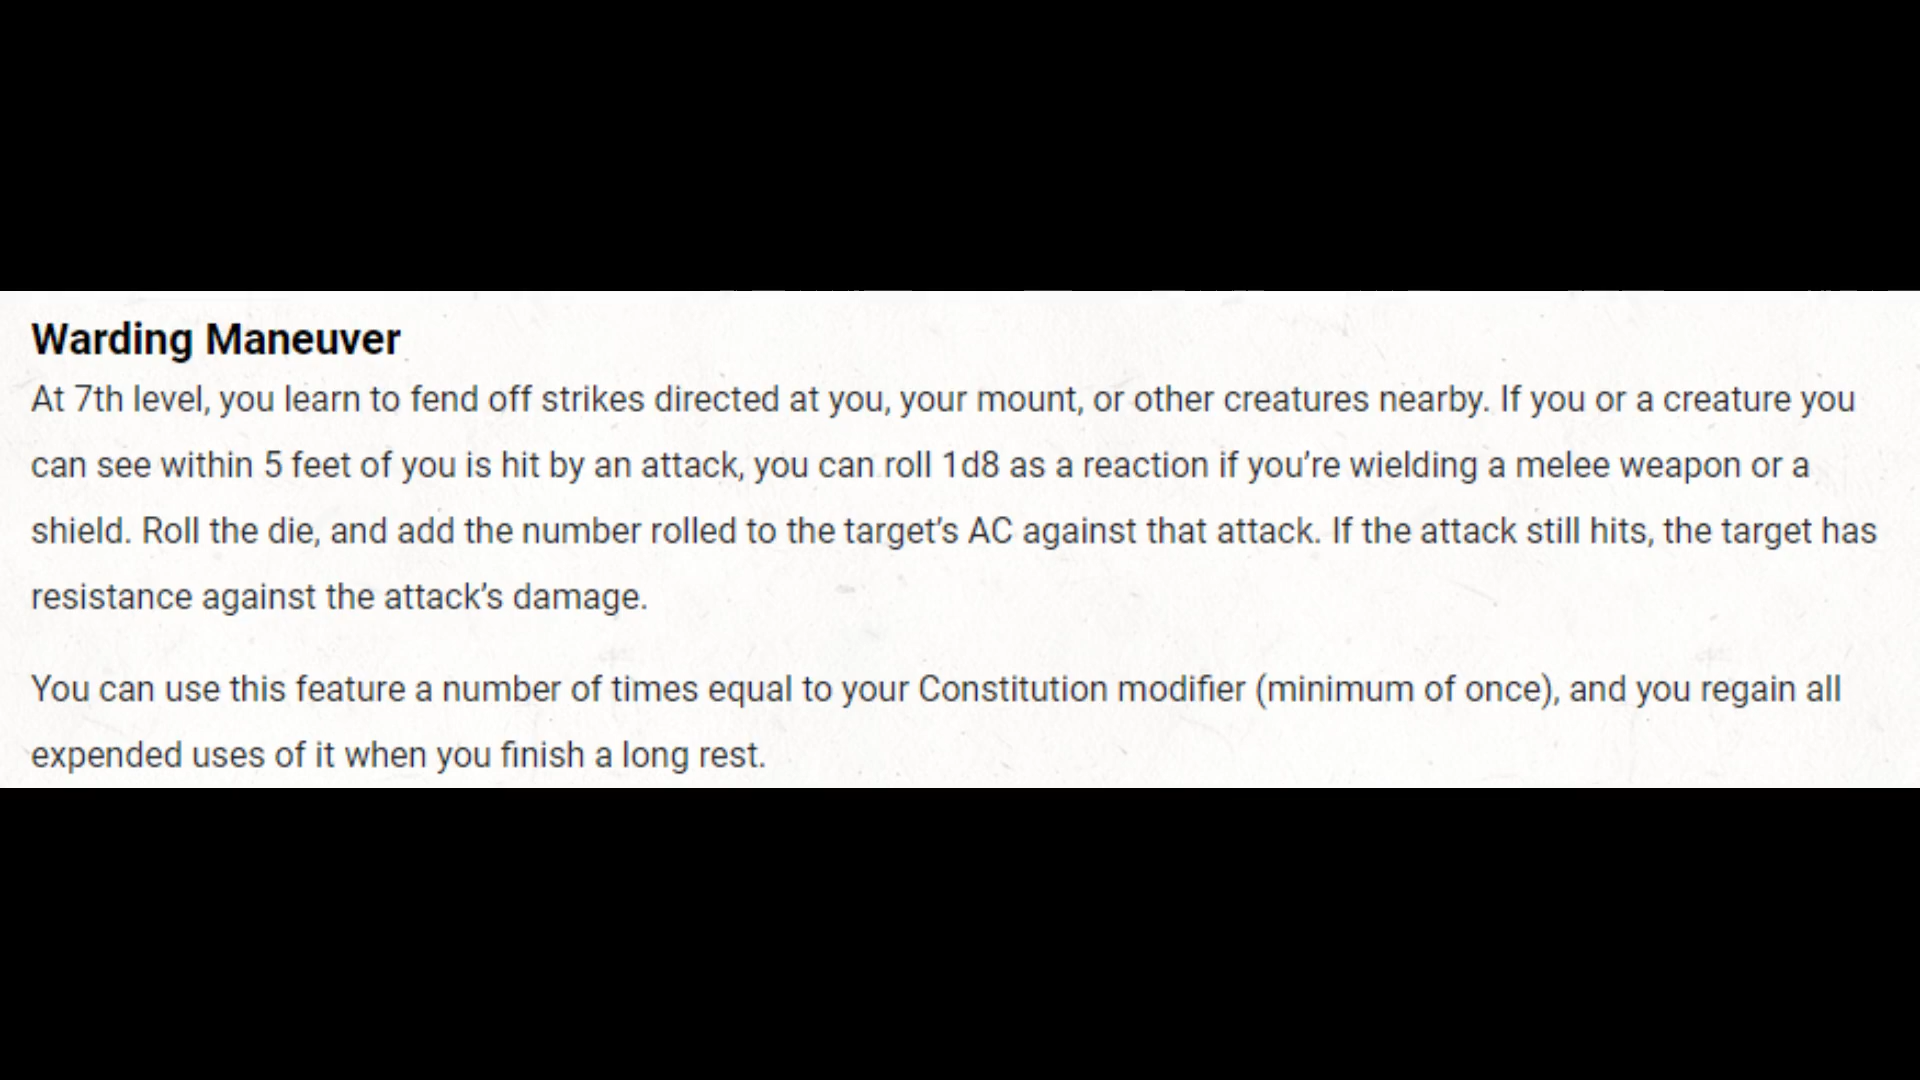 Warding Maneuver
At 7th level, you learn to fend off strikes directed at you, your mount, or other creatures nearby. If you or a creature you
can see within 5 feet of you is hit by an attack, you can roll 1d8 as a reaction if you’re wielding a melee weapon or a
shield. Roll the die, and add the number rolled to the target’s AC against that attack. If the attack still hits, the target has
resistance against the attack’s damage.
You can use this feature a number of times equal to your Constitution modifier (minimum of once), and you regain all
expended uses of it when you finish a long rest.